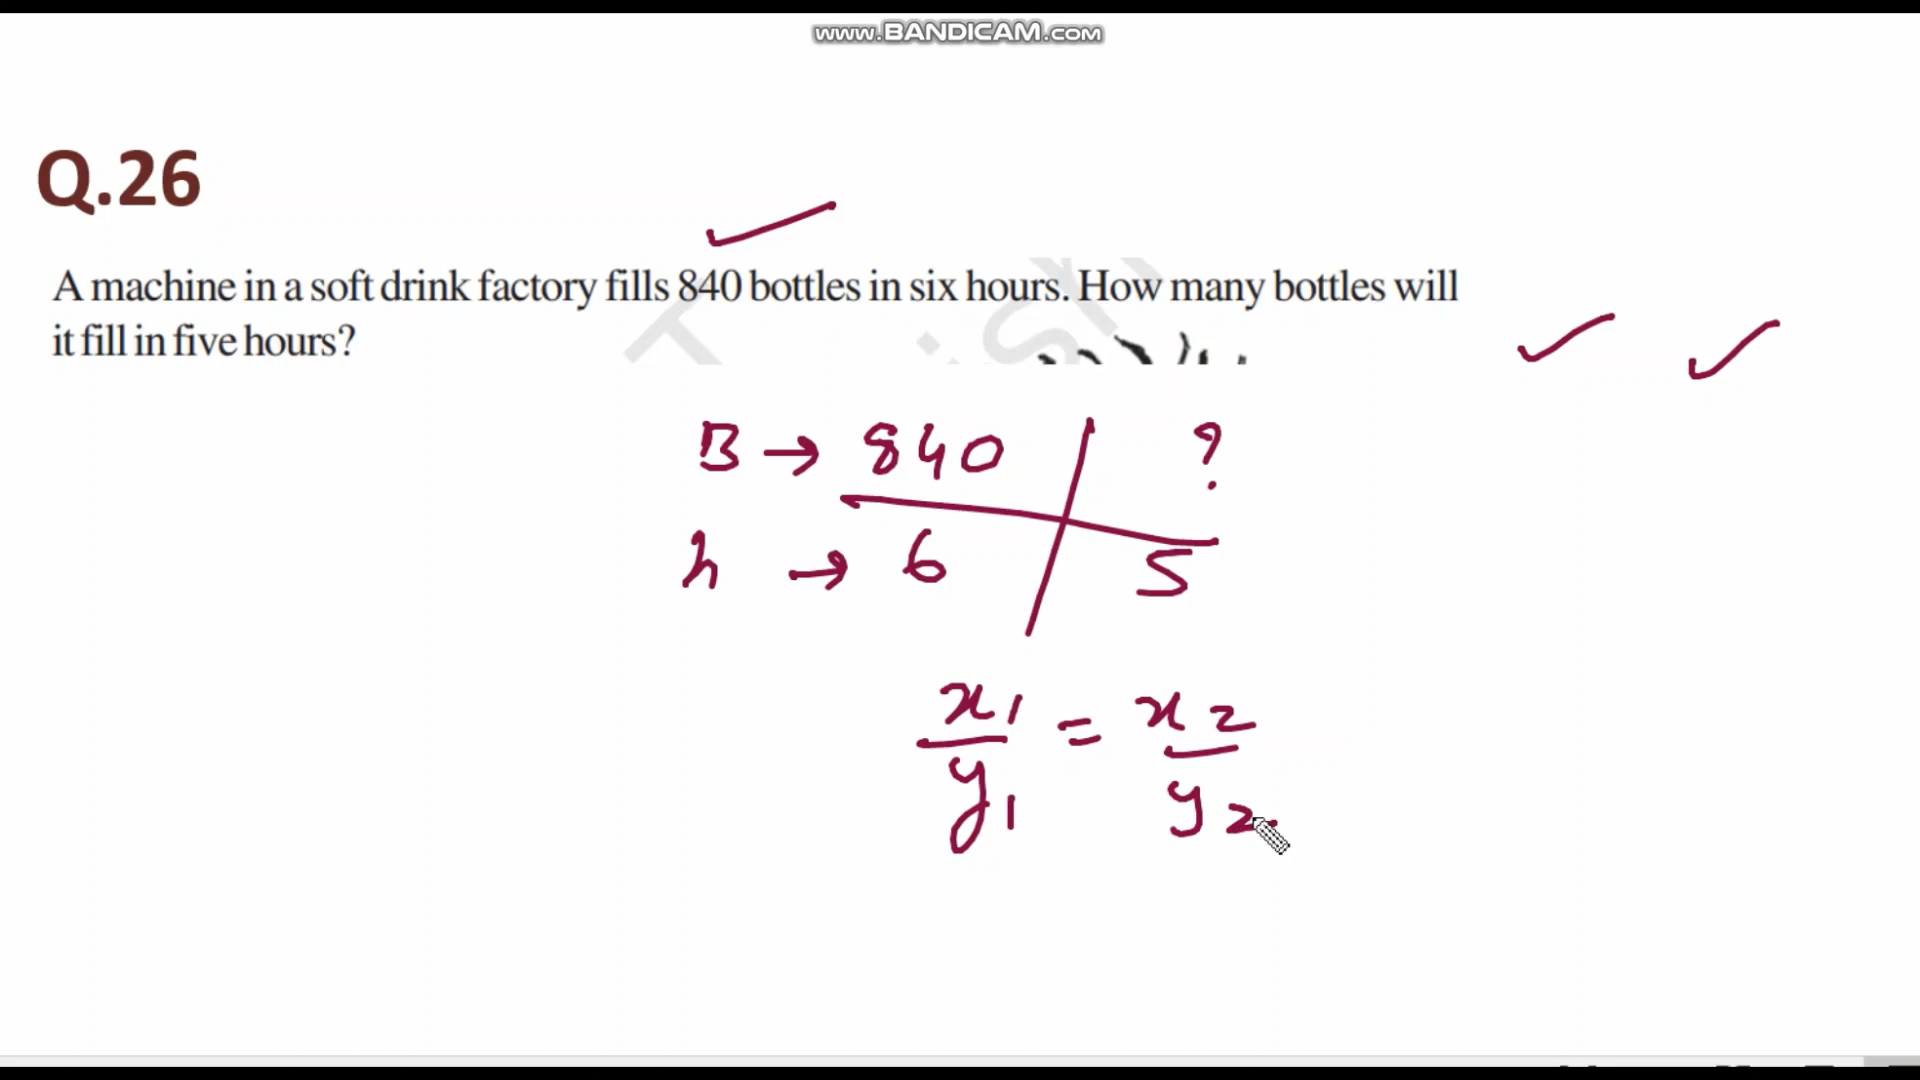 www.BANDICAM.com
Q.26
A machine in a soft drink factory fills 840 bottles in six hours. How many bottles will
it fill in five hours?
B → 840 ?
h → 6 5
x1 = x2
y1 y2